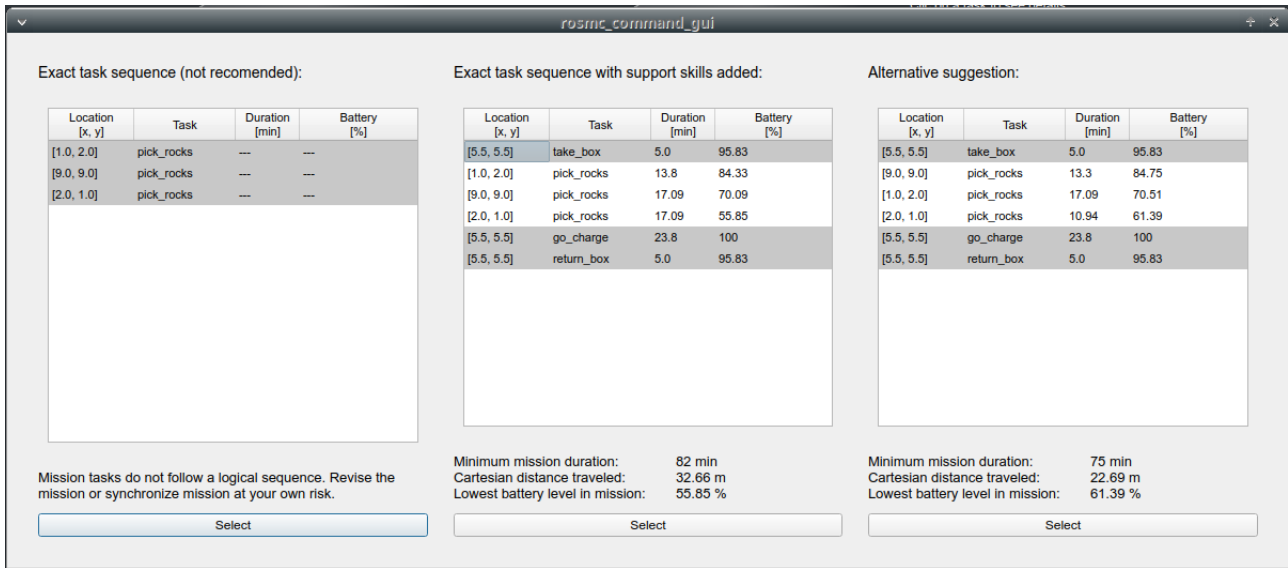 rosmc_command_gui
Exact task sequence (not recomended):
Location [x, y] Task Duration [min] Battery [%]
[1.0, 2.0] pick_rocks --- ---
[9.0, 9.0] pick_rocks --- ---
[2.0, 1.0] pick_rocks --- ---
Mission tasks do not follow a logical sequence. Revise the
mission or synchronize mission at your own risk.
Select
Exact task sequence with support skills added:
Location [x, y] Task Duration [min] Battery [%]
[5.5, 5.5] take_box 5.0 95.83
[1.0, 2.0] pick_rocks 13.8 84.33
[9.0, 9.0] pick_rocks 17.09 70.09
[2.0, 1.0] pick_rocks 17.09 55.85
[5.5, 5.5] go_charge 23.8 100
[5.5, 5.5] return_box 5.0 95.83
Minimum mission duration: 82 min
Cartesian distance traveled: 32.66 m
Lowest battery level in mission: 55.85 %
Select
Alternative suggestion:
Location [x, y] Task Duration [min] Battery [%]
[5.5, 5.5] take_box 5.0 95.83
[9.0, 9.0] pick_rocks 13.3 84.75
[1.0, 2.0] pick_rocks 17.09 70.51
[2.0, 1.0] pick_rocks 10.94 61.39
[5.5, 5.5] go_charge 23.8 100
[5.5, 5.5] return_box 5.0 95.83
Minimum mission duration: 75 min
Cartesian distance traveled: 22.69 m
Lowest battery level in mission: 61.39 %
Select